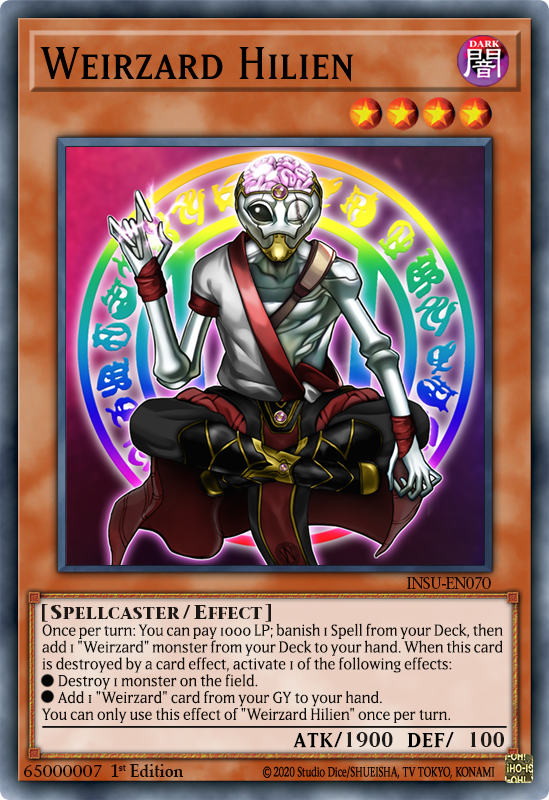 Weirzard Hilien
DARK
闇
INSU-EN070
[ Spellcaster / Effect ]
Once per turn: You can pay 1000 LP; banish 1 Spell from your Deck, then
add 1 "Weirzard" monster from your Deck to your hand. When this card
is destroyed by a card effect, activate 1 of the following effects:
● Destroy 1 monster on the field.
● Add 1 "Weirzard" card from your GY to your hand.
You can only use this effect of "Weirzard Hilien" once per turn.
ATK/1900 DEF/ 100
65000007 1st Edition ©2020 Studio Dice/SHUEISHA, TV TOKYO, KONAMI